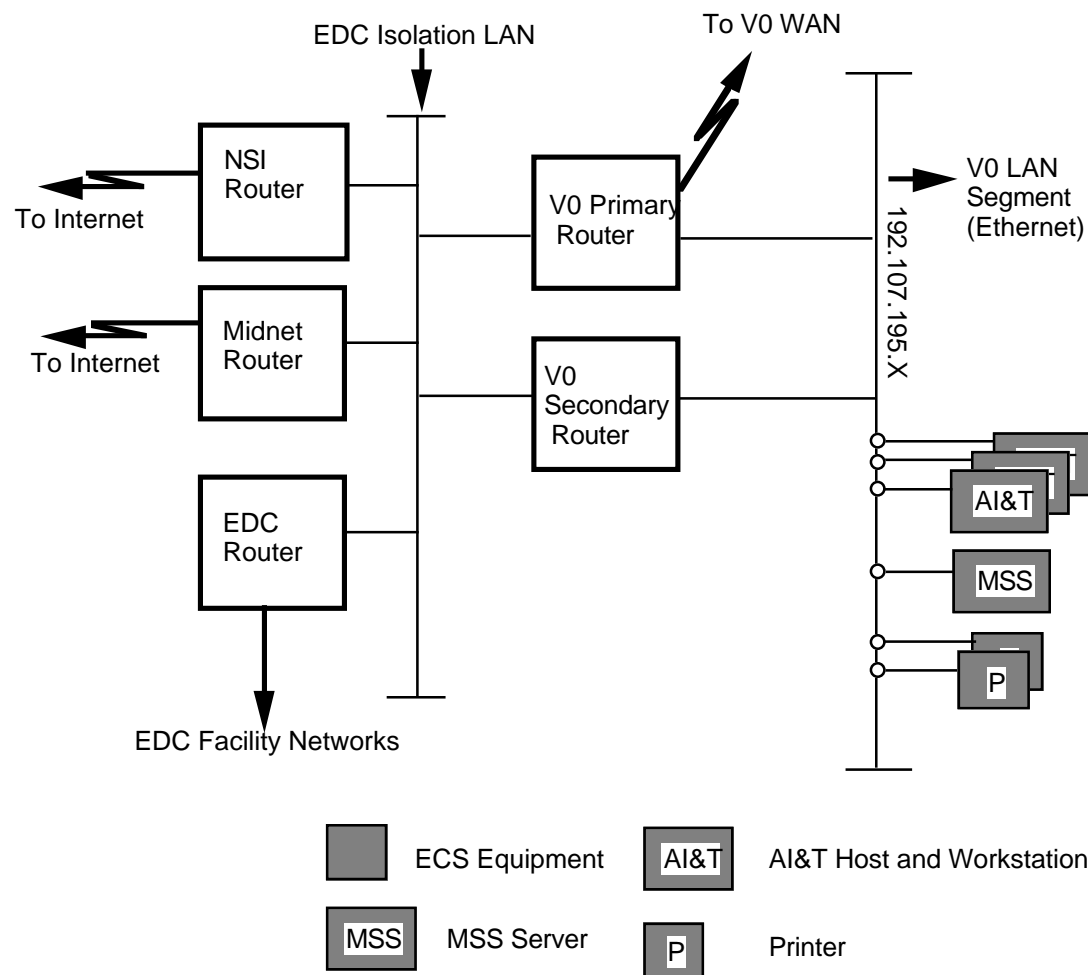 EDC Isolation LAN
To V0 WAN
NSI
Router
To Internet
V0 Primary
Router
V0 LAN
Segment
(Ethernet)
192.107.195.X
Midnet
Router
To Internet
V0
Secondary
Router
EDC
Router
AI&T
MSS
P
EDC Facility Networks
ECS Equipment
AI&T
AI&T Host and Workstation
MSS
MSS Server
P
Printer